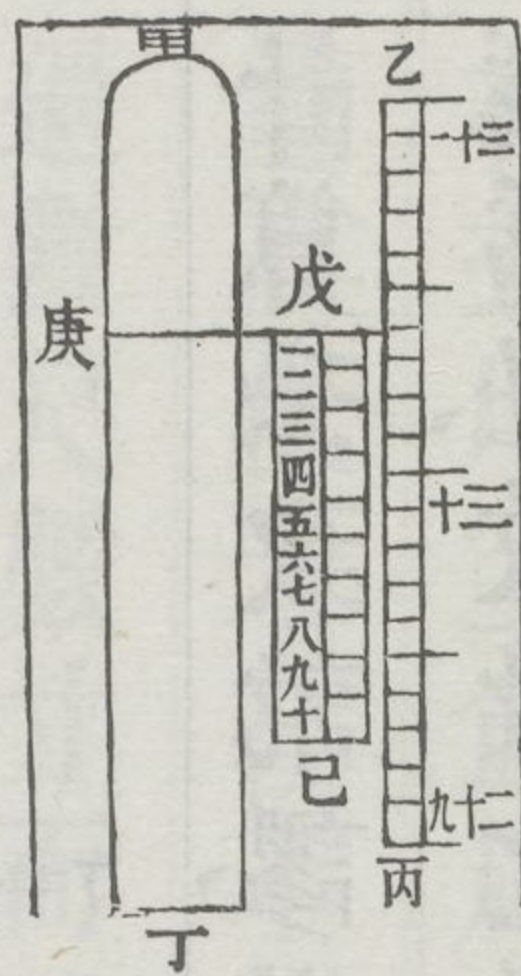 甲
乙
一十三
戊
庚
一
二
三
四
五
六
七
八
九
十
十三
己
九十二
丙
丁